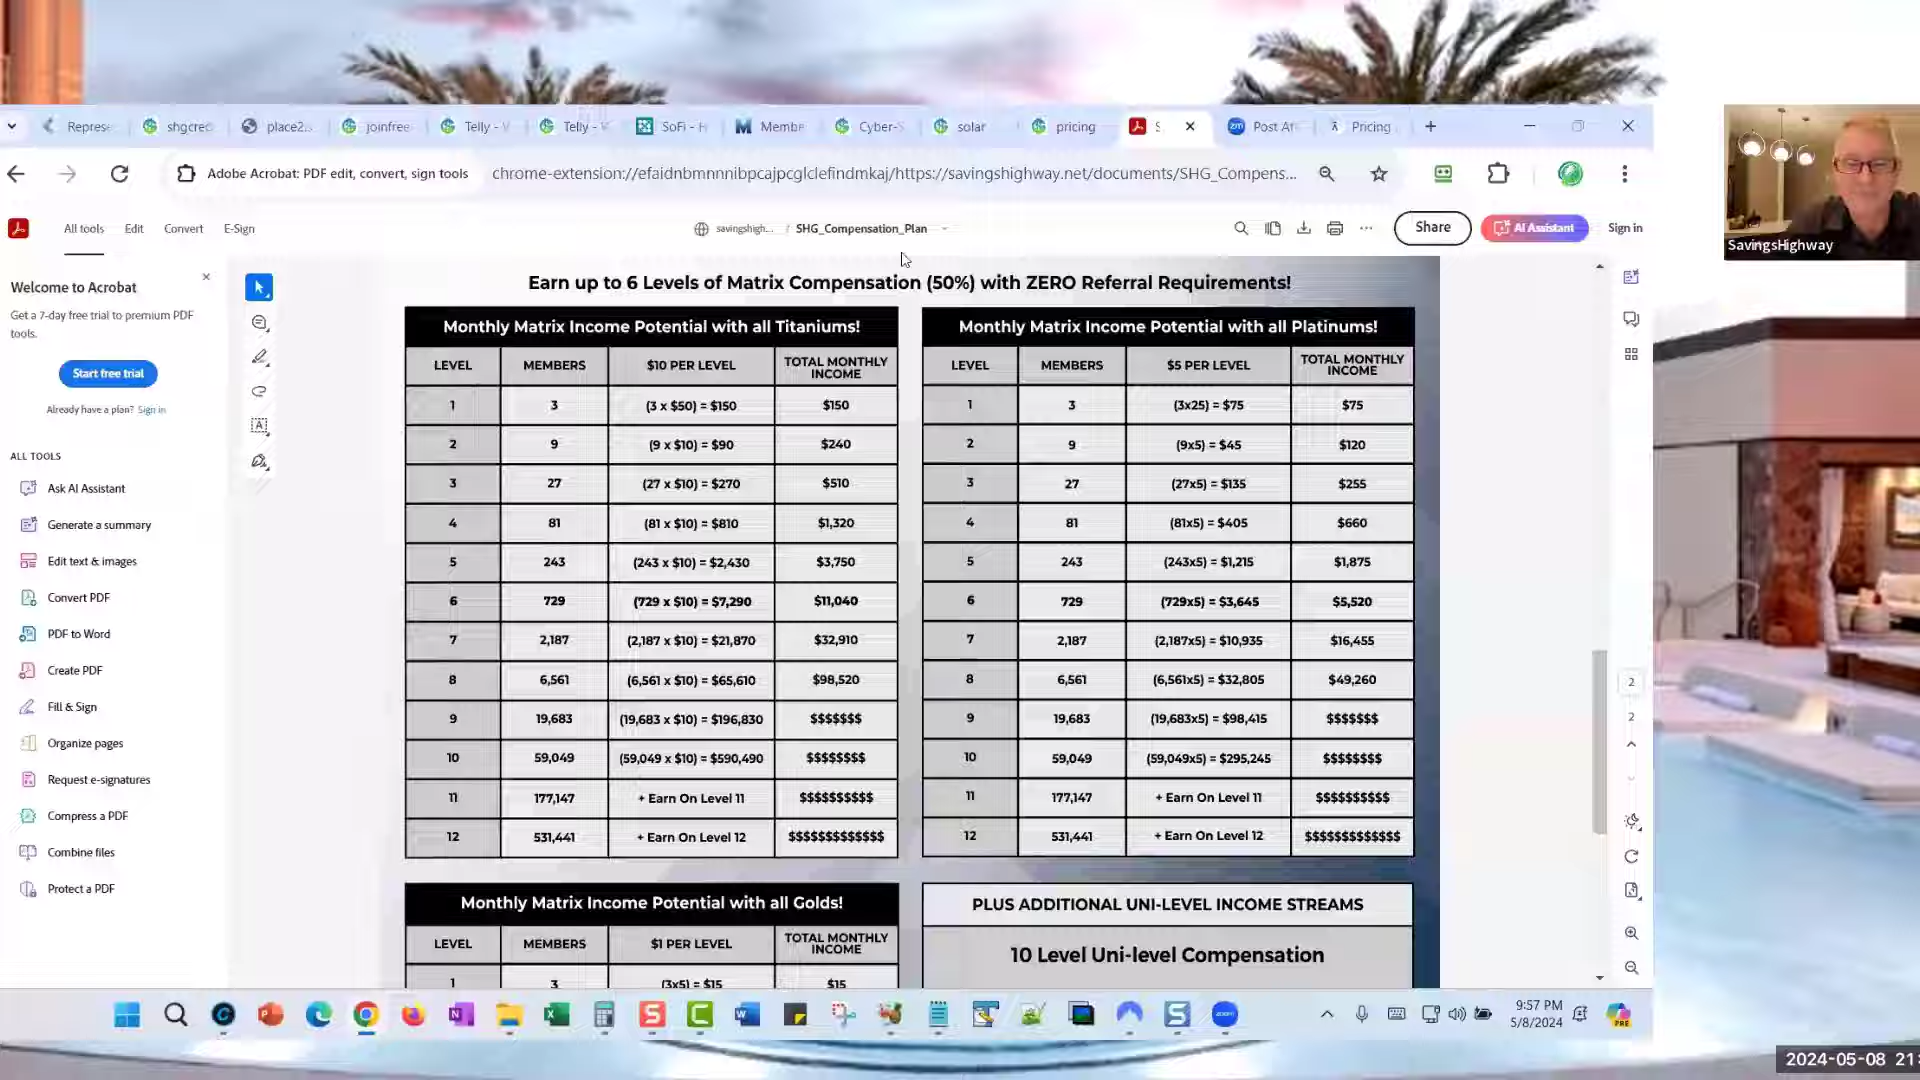 Represe
shgcred
place2...
joinfree
Telly - V
Telly - V
SoFi - H
Membe
Cyber-S
solar
pricing
S
Post At
Pricing
Adobe Acrobat: PDF edit, convert, sign tools
chrome-extension://efaidnbmnnnibpcajpcglclefindmkaj/https://savingshighway.net/documents/SHG_Compens...
All tools
Edit
Convert
E-Sign
savingshigh... / SHG_Compensation_Plan
Share
AI Assistant
Sign in
SavingsHighway
Welcome to Acrobat
Get a 7-day free trial to premium PDF
tools.
Start free trial
Already have a plan? Sign in
ALL TOOLS
Ask AI Assistant
Generate a summary
Edit text & images
Convert PDF
PDF to Word
Create PDF
Fill & Sign
Organize pages
Request e-signatures
Compress a PDF
Combine files
Protect a PDF
Earn up to 6 Levels of Matrix Compensation (50%) with ZERO Referral Requirements!
Monthly Matrix Income Potential with all Titaniums!
LEVEL MEMBERS $10 PER LEVEL TOTAL MONTHLY INCOME
1 3 (3 x $50) = $150 $150
2 9 (9 x $10) = $90 $240
3 27 (27 x $10) = $270 $510
4 81 (81 x $10) = $810 $1,320
5 243 (243 x $10) = $2,430 $3,750
6 729 (729 x $10) = $7,290 $11,040
7 2,187 (2,187 x $10) = $21,870 $32,910
8 6,561 (6,561 x $10) = $65,610 $98,520
9 19,683 (19,683 x $10) = $196,830 $$$$$$$
10 59,049 (59,049 x $10) = $590,490 $$$$$$$$
11 177,147 + Earn On Level 11 $$$$$$$$$$
12 531,441 + Earn On Level 12 $$$$$$$$$$$$$
Monthly Matrix Income Potential with all Platinums!
LEVEL MEMBERS $5 PER LEVEL TOTAL MONTHLY INCOME
1 3 (3x25) = $75 $75
2 9 (9x5) = $45 $120
3 27 (27x5) = $135 $255
4 81 (81x5) = $405 $660
5 243 (243x5) = $1,215 $1,875
6 729 (729x5) = $3,645 $5,520
7 2,187 (2,187x5) = $10,935 $16,455
8 6,561 (6,561x5) = $32,805 $49,260
9 19,683 (19,683x5) = $98,415 $$$$$$$
10 59,049 (59,049x5) = $295,245 $$$$$$$$
11 177,147 + Earn On Level 11 $$$$$$$$$$
12 531,441 + Earn On Level 12 $$$$$$$$$$$$$
Monthly Matrix Income Potential with all Golds!
LEVEL MEMBERS $1 PER LEVEL TOTAL MONTHLY INCOME
1 3 (3x5) = $15 $15
PLUS ADDITIONAL UNI-LEVEL INCOME STREAMS
10 Level Uni-level Compensation
2
2
9:57 PM
5/8/2024
2024-05-08 21